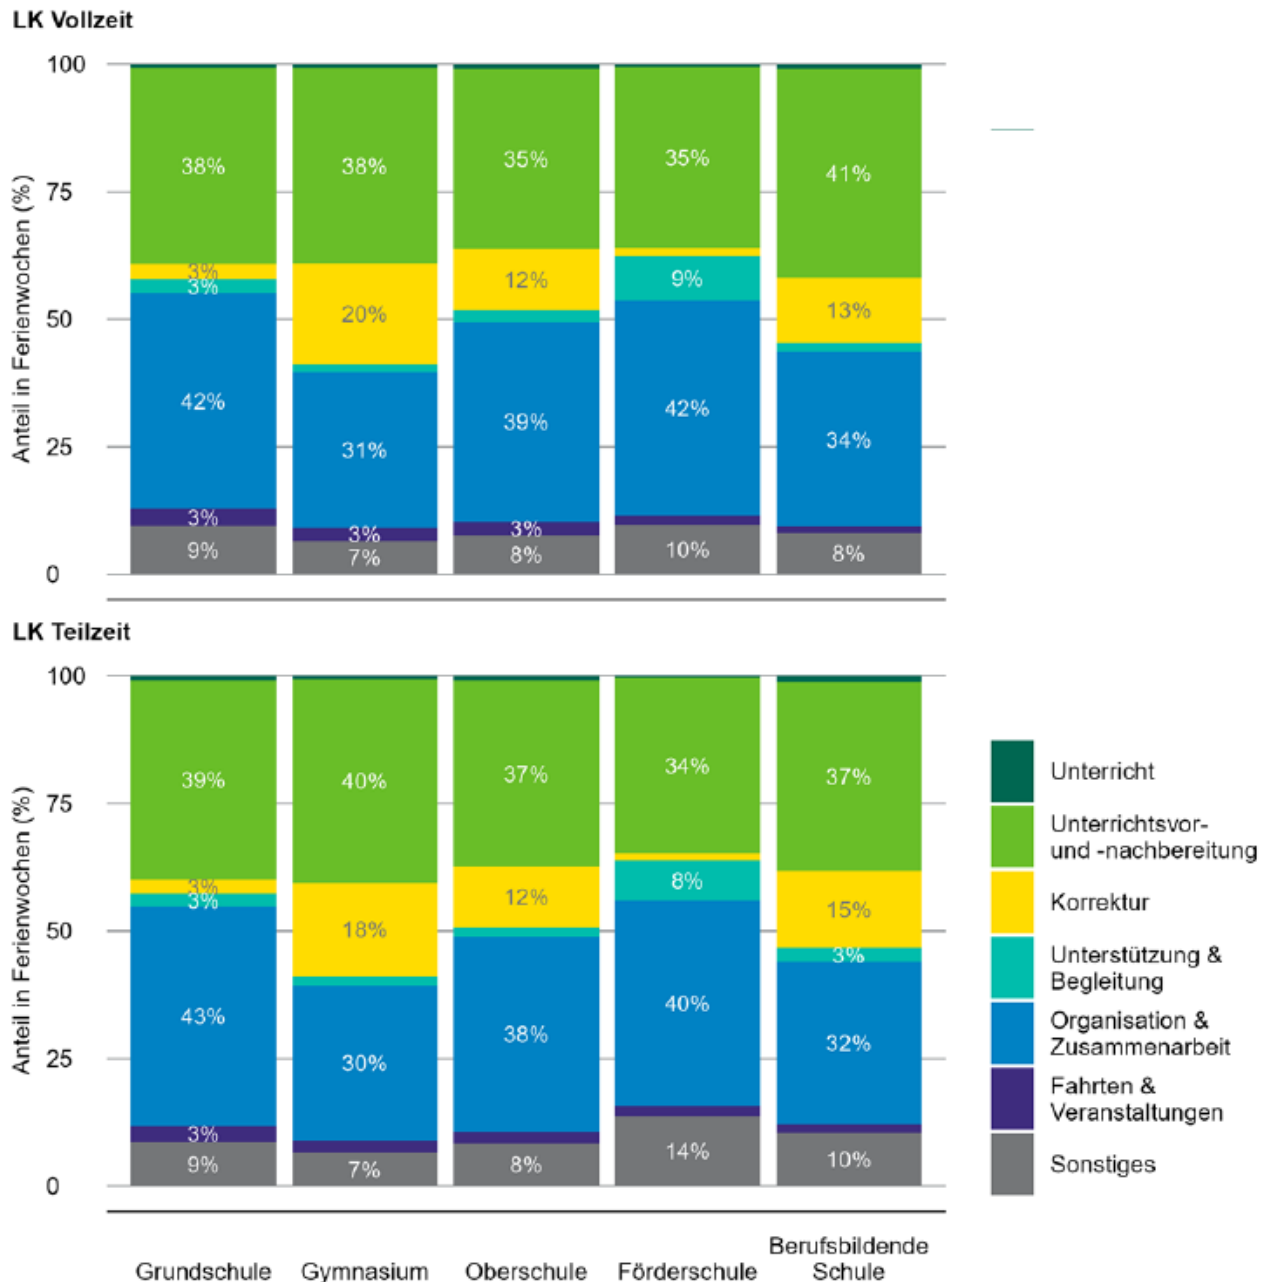 LK Vollzeit
Anteil in Ferienwochen (%)
100
75
50
25
0
38% 38% 35% 35% 41%
3% 20% 12% 13%
3% 9%
42% 31% 39% 42% 34%
3% 3% 3%
9% 7% 8% 10% 8%
LK Teilzeit
Anteil in Ferienwochen (%)
100
75
50
25
0
39% 40% 37% 34% 37%
3% 18% 12% 15%
3% 8% 3%
43% 30% 38% 40% 32%
3%
9% 7% 8% 14% 10%
Grundschule Gymnasium Oberschule Förderschule Berufsbildende
Schule
Unterricht
Unterrichtsvor-
und -nachbereitung
Korrektur
Unterstützung &
Begleitung
Organisation &
Zusammenarbeit
Fahrten &
Veranstaltungen
Sonstiges